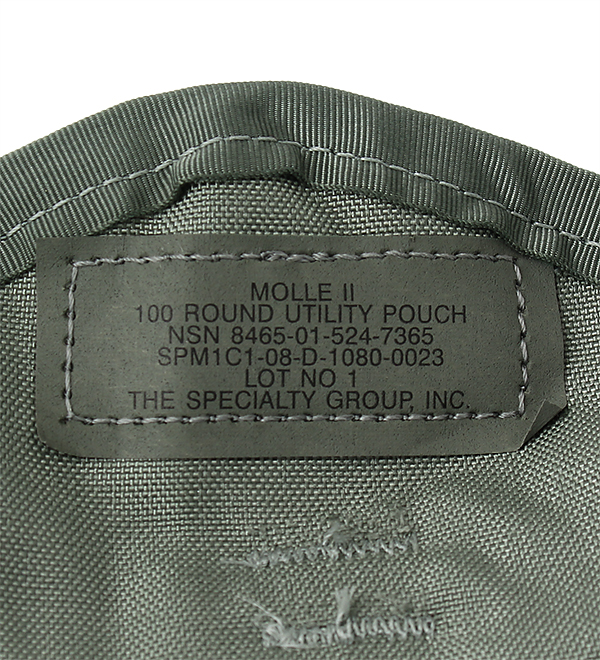 MOLLE II
100 ROUND UTILITY POUCH
NSN 8465-01-524-7365
SPM1C1-08-D-1080-0023
LOT NO 1
THE SPECIALTY GROUP, INC.